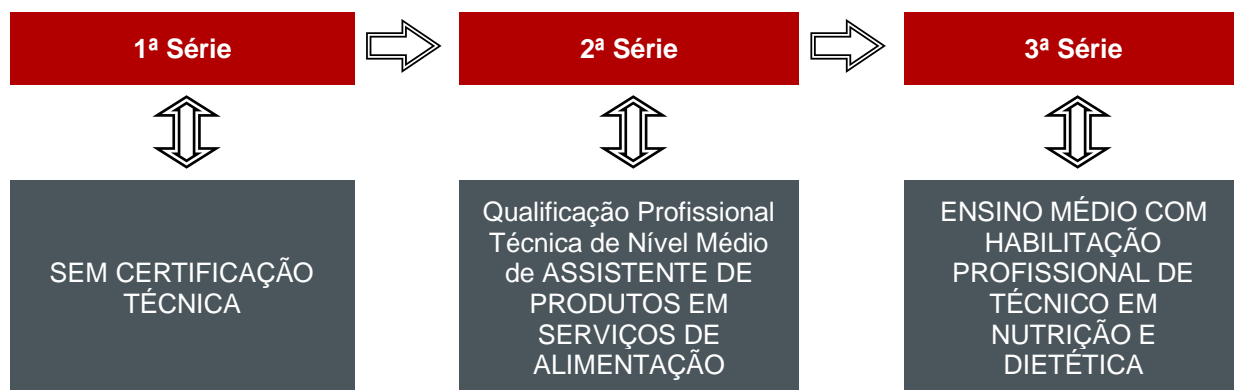 1ª Série
2ª Série
3ª Série
SEM CERTIFICAÇÃO
TÉCNICA
Qualificação Profissional
Técnica de Nível Médio
de ASSISTENTE DE
PRODUTOS EM
SERVIÇOS DE
ALIMENTAÇÃO
ENSINO MÉDIO COM
HABILITAÇÃO
PROFISSIONAL DE
TÉCNICO EM
NUTRIÇÃO E
DIETÉTICA